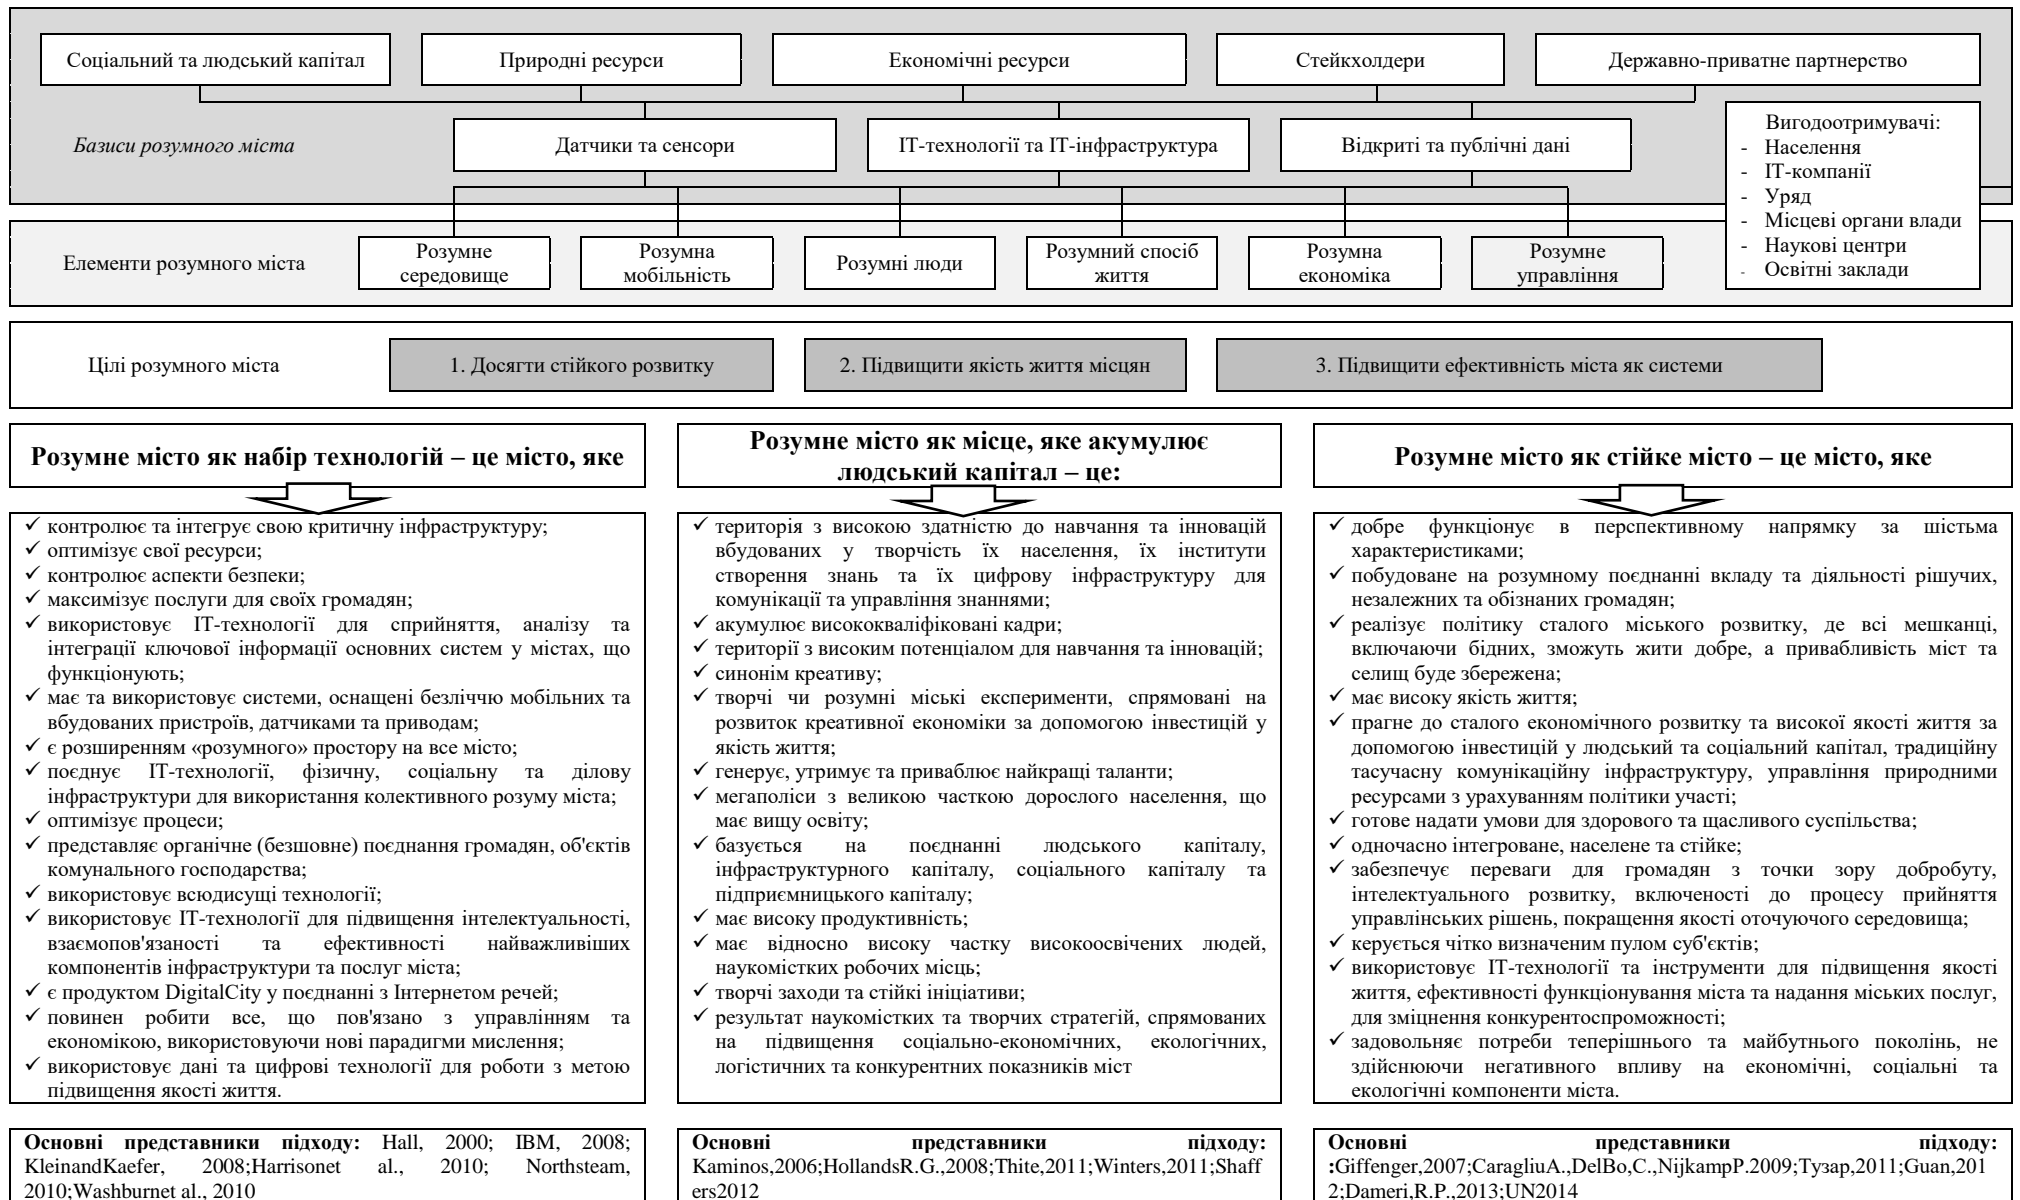 Соціальний та людський капітал
Природні ресурси
Економічні ресурси
Стейкхолдери
Державно-приватне партнерство
Базиси розумного міста
Датчики та сенсори
ІТ-технології та ІТ-інфраструктура
Відкриті та публічні дані
Вигодоотримувачі:
- Населення
- ІТ-компанії
- Уряд
- Місцеві органи влади
- Наукові центри
- Освітні заклади
Елементи розумного міста
Розумне
середовище
Розумна
мобільність
Розумні люди
Розумний спосіб
життя
Розумна
економіка
Розумне
управління
Цілі розумного міста
1. Досягти стійкого розвитку
2. Підвищити якість життя місцян
3. Підвищити ефективність міста як системи
Розумне місто як набір технологій – це місто, яке
✓ контролює та інтегрує свою критичну інфраструктуру;
✓ оптимізує свої ресурси;
✓ контролює аспекти безпеки;
✓ максимізує послуги для своїх громадян;
✓ використовує ІТ-технології для сприйняття, аналізу та
інтеграції ключової інформації основних систем у містах, що
функціонують;
✓ має та використовує системи, оснащені безліччю мобільних та
вбудованих пристроїв, датчиками та приводам;
✓ є розширенням «розумного» простору на все місто;
✓ поєднує ІТ-технології, фізичну, соціальну та ділову
інфраструктури для використання колективного розуму міста;
✓ оптимізує процеси;
✓ представляє органічне (безшовне) поєднання громадян, об'єктів
комунального господарства;
✓ використовує всюдисущі технології;
✓ використовує ІТ-технології для підвищення інтелектуальності,
взаємопов'язаності та ефективності найважливіших
компонентів інфраструктури та послуг міста;
✓ є продуктом DigitalCity у поєднанні з Інтернетом речей;
✓ повинен робити все, що пов'язано з управлінням та
економікою, використовуючи нові парадигми мислення;
✓ використовує дані та цифрові технології для роботи з метою
підвищення якості життя.
Основні представники підходу: Hall, 2000; IBM, 2008;
KleinandKaefer, 2008;Harrisonet al., 2010; Northsteam,
2010;Washburnet al., 2010
Розумне місто як місце, яке акумулює
людський капітал – це:
✓ територія з високою здатністю до навчання та інновацій
вбудованих у творчість їх населення, їх інститути
створення знань та їх цифрову інфраструктуру для
комунікації та управління знаннями;
✓ акумулює висококваліфіковані кадри;
✓ території з високим потенціалом для навчання та інновацій;
✓ синонім креативу;
✓ творчі чи розумні міські експерименти, спрямовані на
розвиток креативної економіки за допомогою інвестицій у
якість життя;
✓ генерує, утримує та приваблює найкращі таланти;
✓ мегаполіси з великою часткою дорослого населення, що
має вищу освіту;
✓ базується на поєднанні людського капіталу,
інфраструктурного капіталу, соціального капіталу та
підприємницького капіталу;
✓ має високу продуктивність;
✓ має відносно високу частку високоосвічених людей,
наукомістких робочих місць;
✓ творчі заходи та стійкі ініціативи;
✓ результат наукомістких та творчих стратегій, спрямованих
на підвищення соціально-економічних, екологічних,
логістичних та конкурентних показників міст
Основні представники підходу:
Kaminos,2006;HollandsR.G.,2008;Thite,2011;Winters,2011;Shaff
ers2012
Розумне місто як стійке місто – це місто, яке
✓ добре функціонує в перспективному напрямку за шістьма
характеристиками;
✓ побудоване на розумному поєднанні вкладу та діяльності рішучих,
незалежних та обізнаних громадян;
✓ реалізує політику сталого міського розвитку, де всі мешканці,
включаючи бідних, зможуть жити добре, а привабливість міст та
селищ буде збережена;
✓ має високу якість життя;
✓ прагне до сталого економічного розвитку та високої якості життя за
допомогою інвестицій у людський та соціальний капітал, традиційну
тасучасну комунікаційну інфраструктуру, управління природними
ресурсами з урахуванням політики участі;
✓ готове надати умови для здорового та щасливого суспільства;
✓ одночасно інтегроване, населене та стійке;
✓ забезпечує переваги для громадян з точки зору добробуту,
інтелектуального розвитку, включеності до процесу прийняття
управлінських рішень, покращення якості оточуючого середовища;
✓ керується чітко визначеним пулом суб'єктів;
✓ використовує ІТ-технології та інструменти для підвищення якості
життя, ефективності функціонування міста та надання міських послуг,
для зміцнення конкурентоспроможності;
✓ задовольняє потреби теперішнього та майбутнього поколінь, не
здійснюючи негативного впливу на економічні, соціальні та
екологічні компоненти міста.
Основні представники підходу:
:Giffenger,2007;CaragliuA.,DelBo,C.,NijkampP.2009;Тузар,2011;Guan,201
2;Dameri,R.P.,2013;UN2014